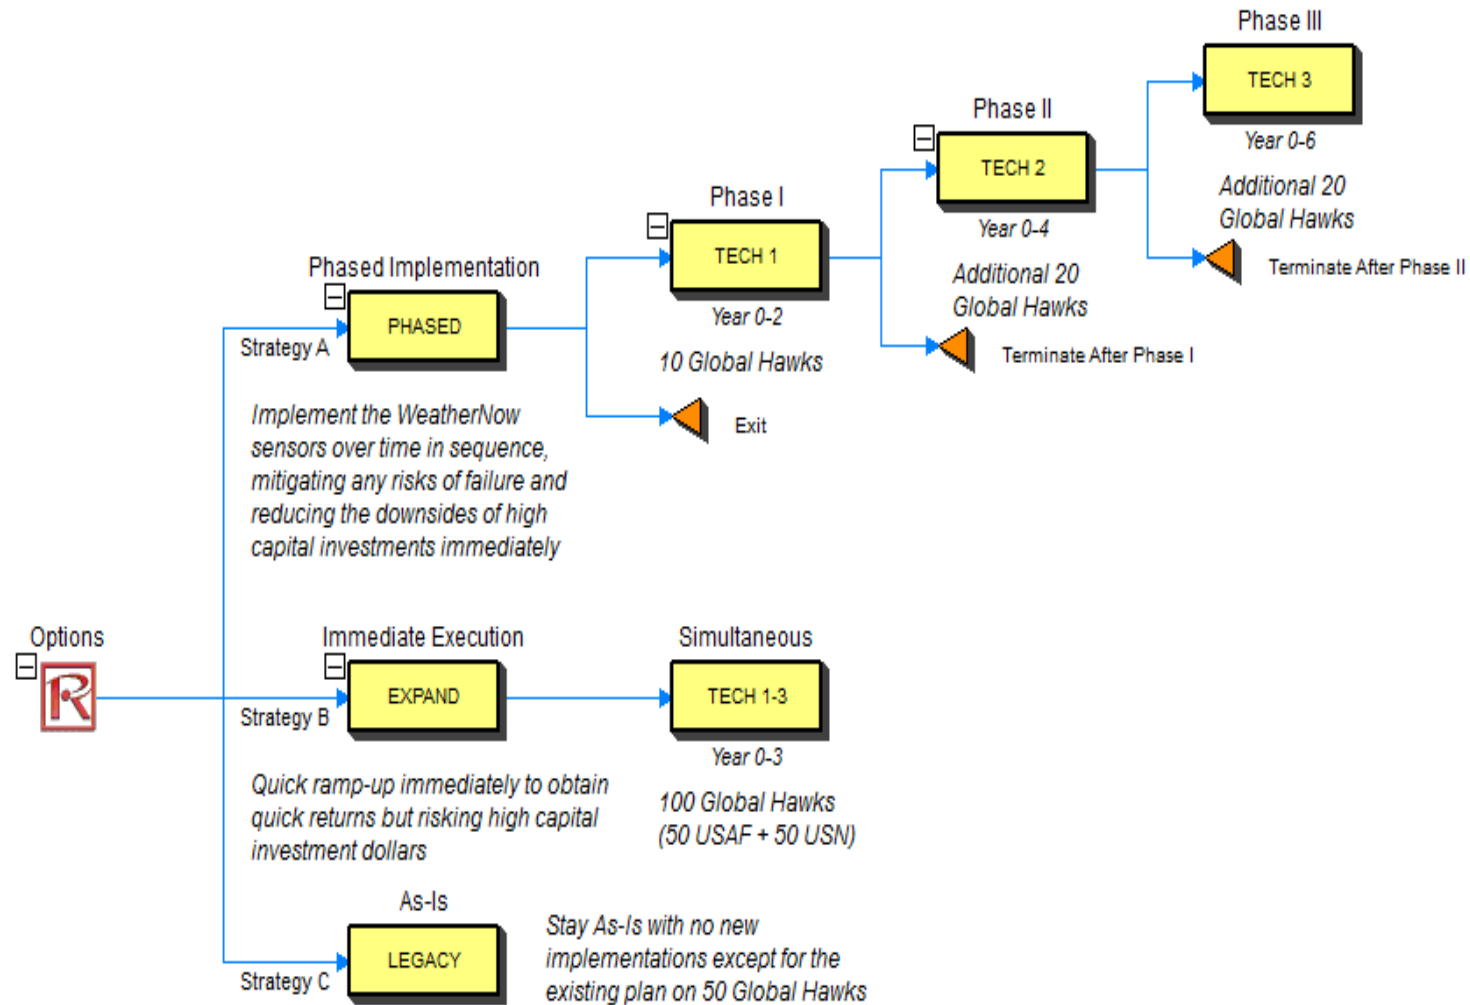 Phase III
TECH 3
Year 0-6
Additional 20
Global Hawks
Terminate After Phase II
Phase II
TECH 2
Year 0-4
Additional 20
Global Hawks
Terminate After Phase I
Phase I
TECH 1
Year 0-2
10 Global Hawks
Exit
Phased Implementation
PHASED
Strategy A
Implement the WeatherNow
sensors over time in sequence,
mitigating any risks of failure and
reducing the downsides of high
capital investments immediately
Options
R
Immediate Execution
EXPAND
Strategy B
Quick ramp-up immediately to obtain
quick returns but risking high capital
investment dollars
Simultaneous
TECH 1-3
Year 0-3
100 Global Hawks
(50 USAF + 50 USN)
As-Is
LEGACY
Strategy C
Stay As-Is with no new
implementations except for the
existing plan on 50 Global Hawks